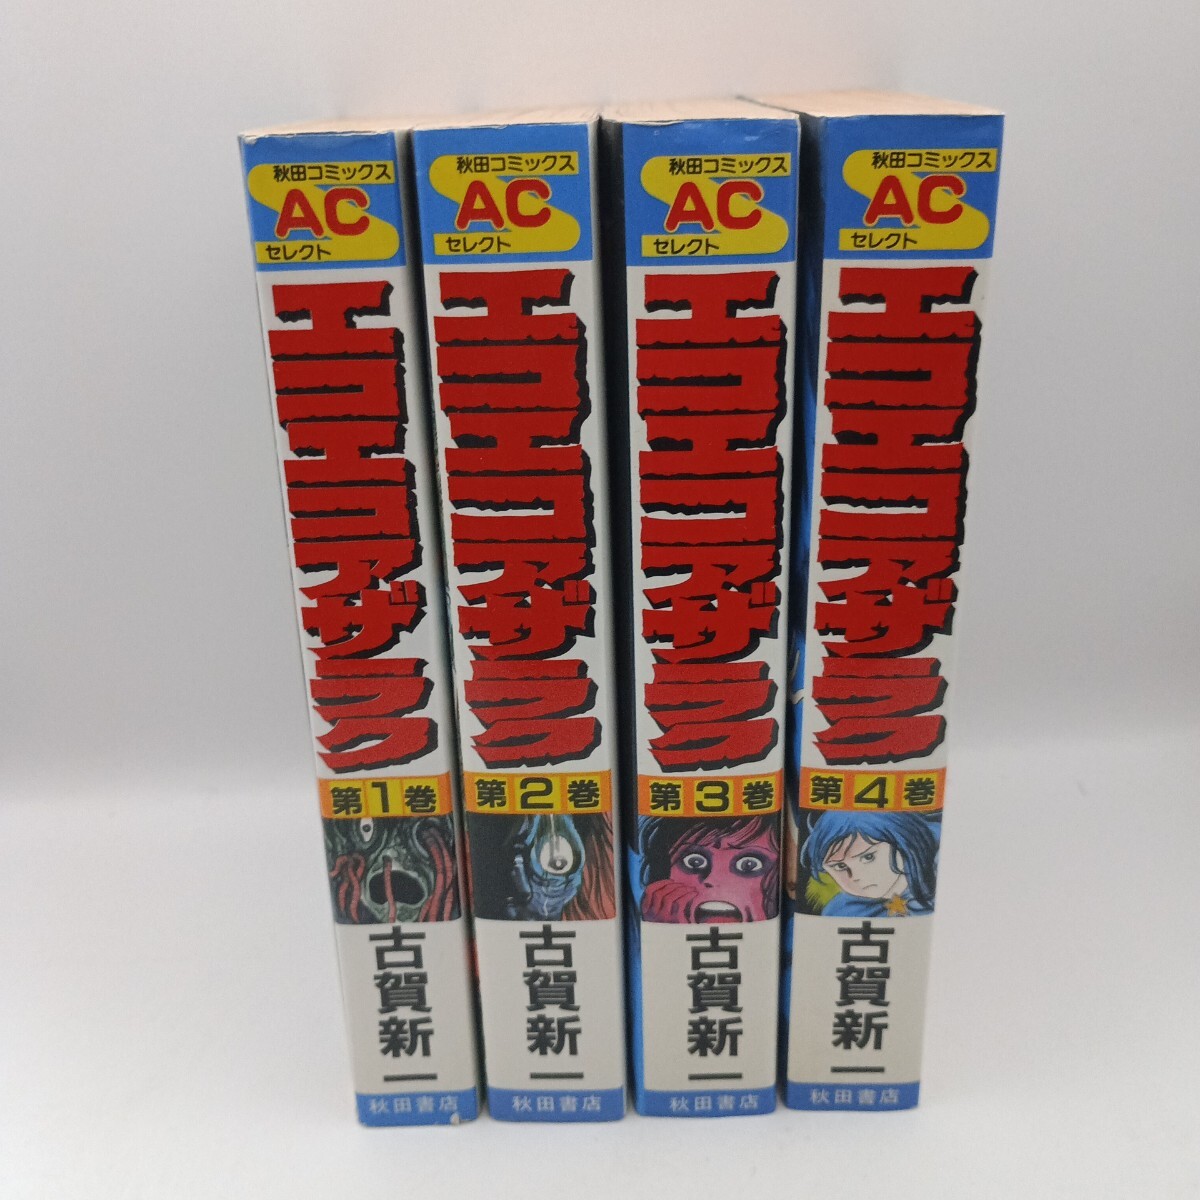 秋田コミックス
AC
セレクト
エコエコアザラク
第1巻
古賀新一
秋田書店
秋田コミックス
AC
セレクト
エコエコアザラク
第2巻
古賀新一
秋田書店
秋田コミックス
AC
セレクト
エコエコアザラク
第3巻
古賀新一
秋田書店
秋田コミックス
AC
セレクト
エコエコアザラク
第4巻
古賀新一
秋田書店